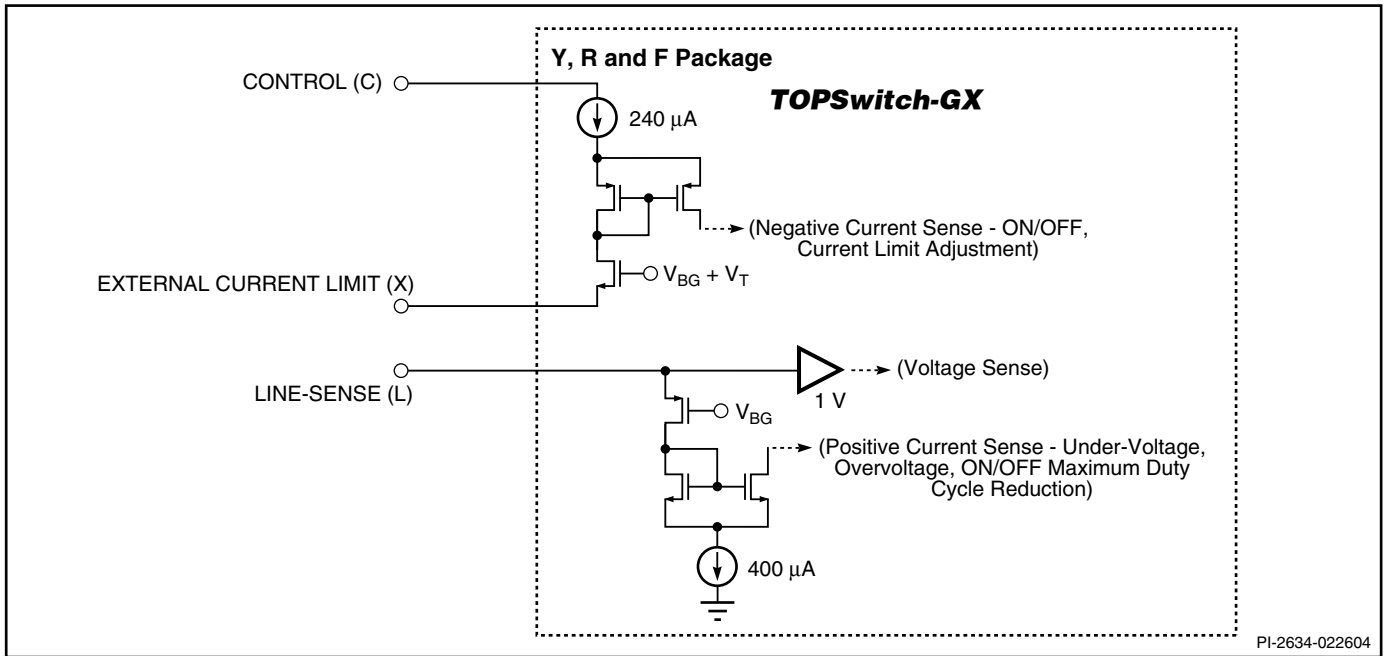 Y, R and F Package
TOPSwitch-GX
CONTROL (C)
240 μA
(Negative Current Sense - ON/OFF,
Current Limit Adjustment)
V_BG + V_T
EXTERNAL CURRENT LIMIT (X)
(Voltage Sense)
LINE-SENSE (L)
1 V
V_BG
(Positive Current Sense - Under-Voltage,
Overvoltage, ON/OFF Maximum Duty
Cycle Reduction)
400 μA
PI-2634-022604